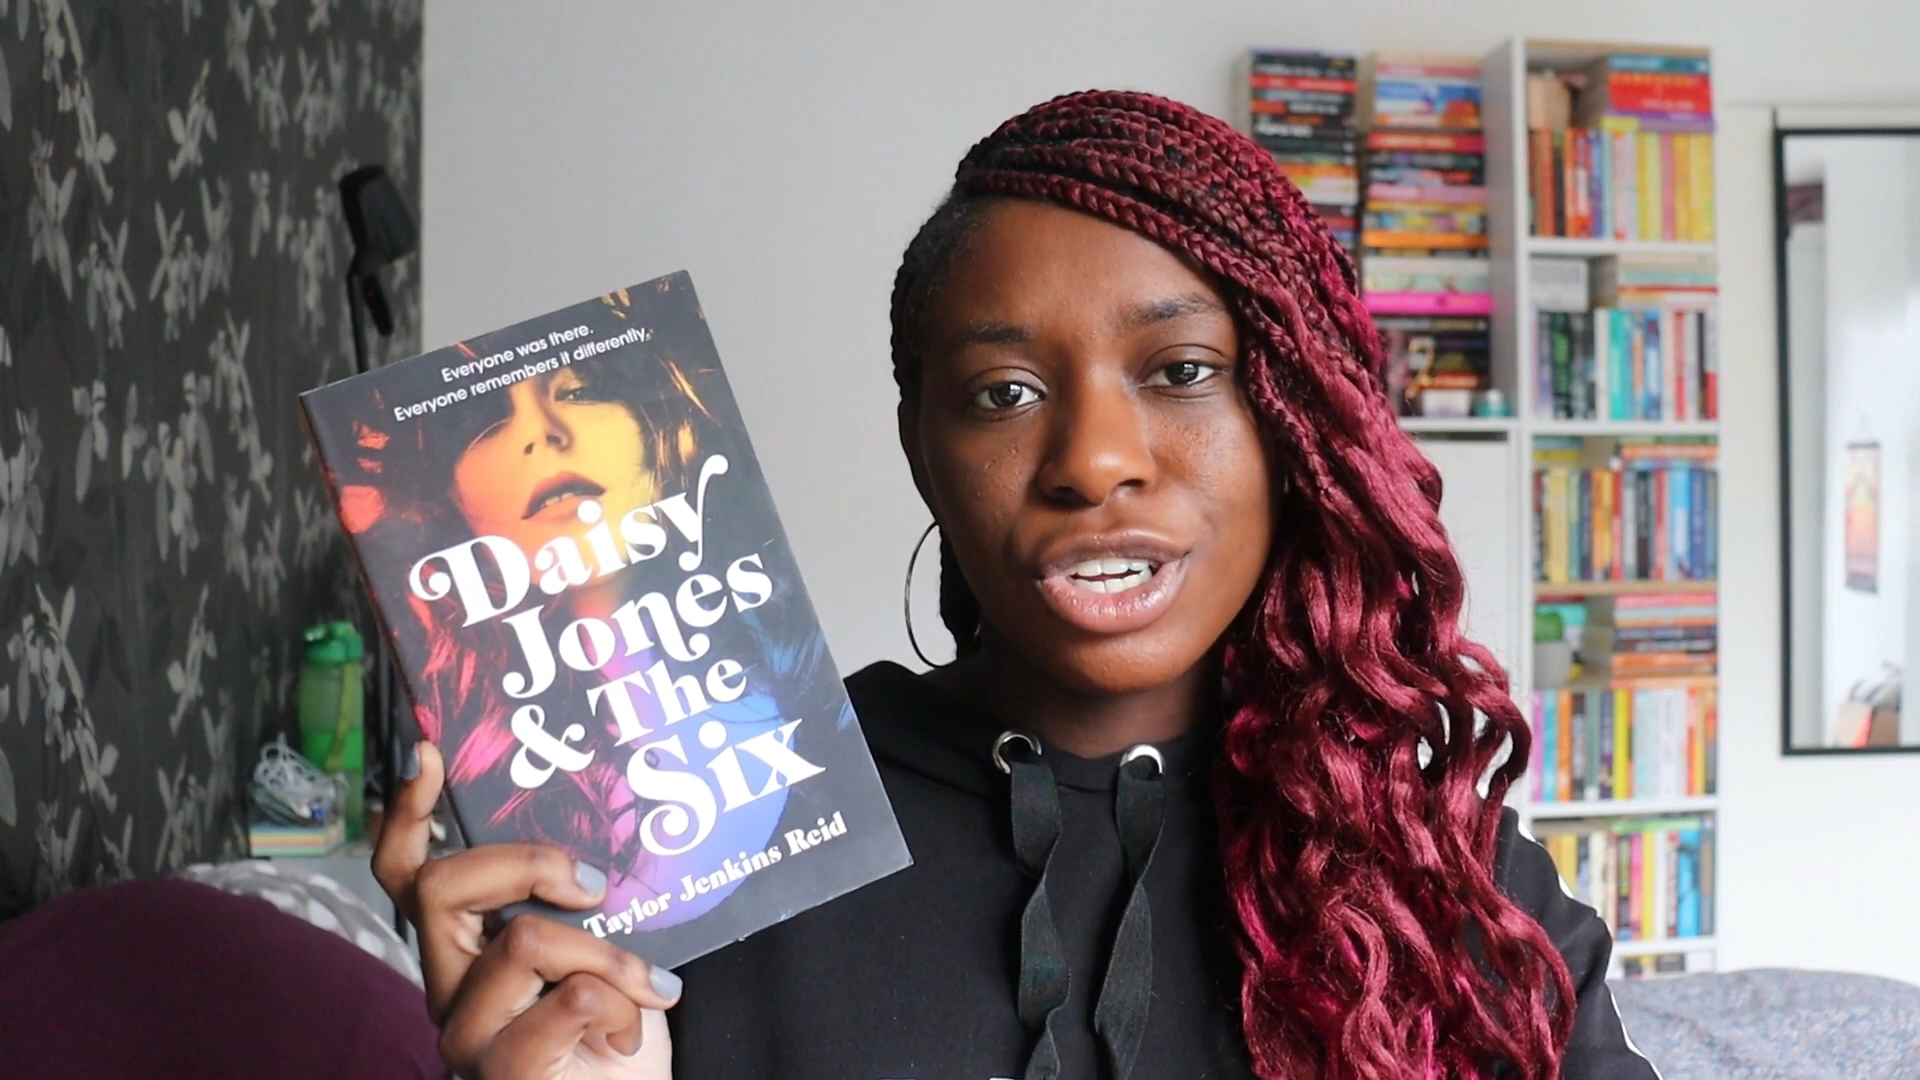 Everyone was there.
Everyone remembers it differently.
Daisy
Jones
& The
Six
Taylor Jenkins Reid